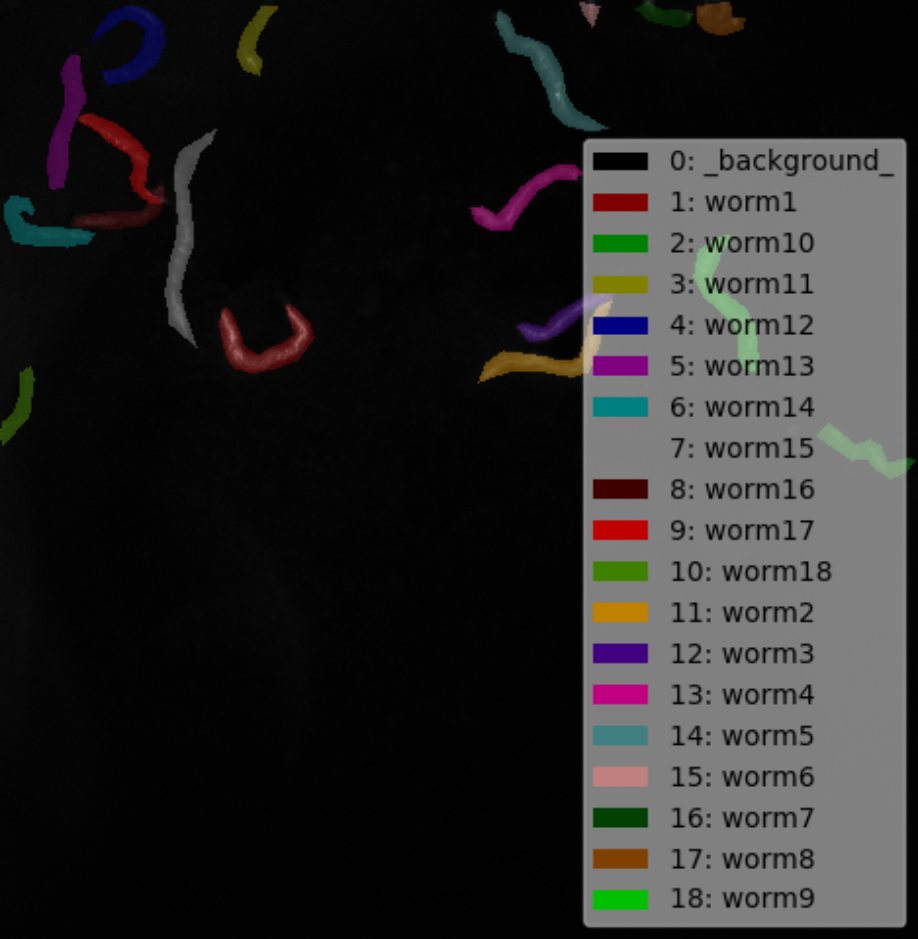 0: _background_
1: worm1
2: worm10
3: worm11
4: worm12
5: worm13
6: worm14
7: worm15
8: worm16
9: worm17
10: worm18
11: worm2
12: worm3
13: worm4
14: worm5
15: worm6
16: worm7
17: worm8
18: worm9